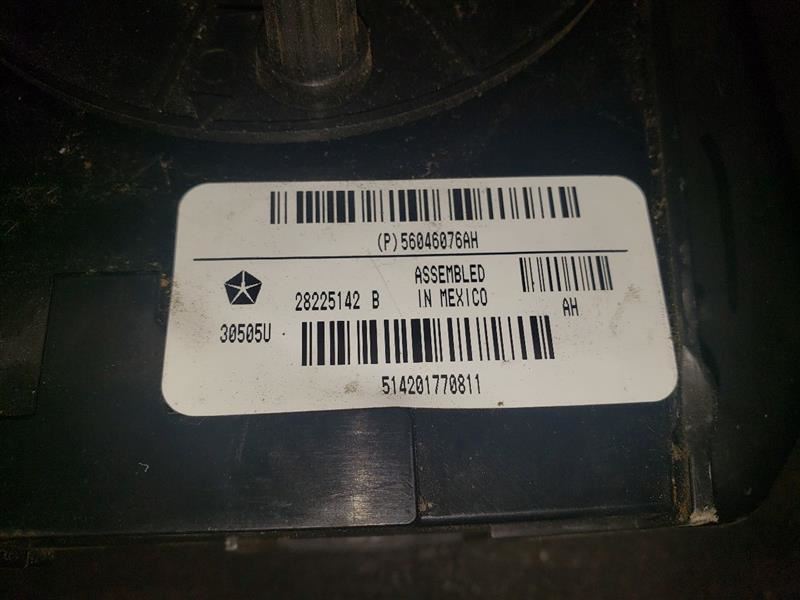 (P)56046076AH
28225142 B
ASSEMBLED
IN MEXICO
AH
30505U
514201770811